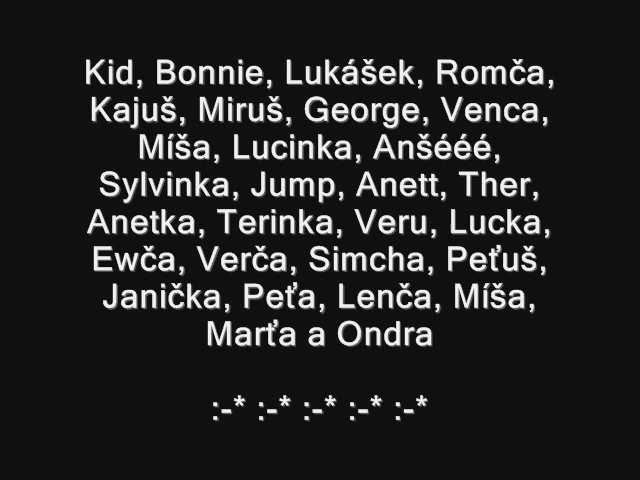 Kid, Bonnie, Lukášek, Romča,
Kajuš, Miruš, George, Venca,
Míša, Lucinka, Anšééé,
Sylvinka, Jump, Anett, Ther,
Anetka, Terinka, Veru, Lucka,
Ewča, Verča, Simcha, Peťuš,
Janička, Peťa, Lenča, Míša,
Marťa a Ondra
:-* :-* :-* :-* :-*